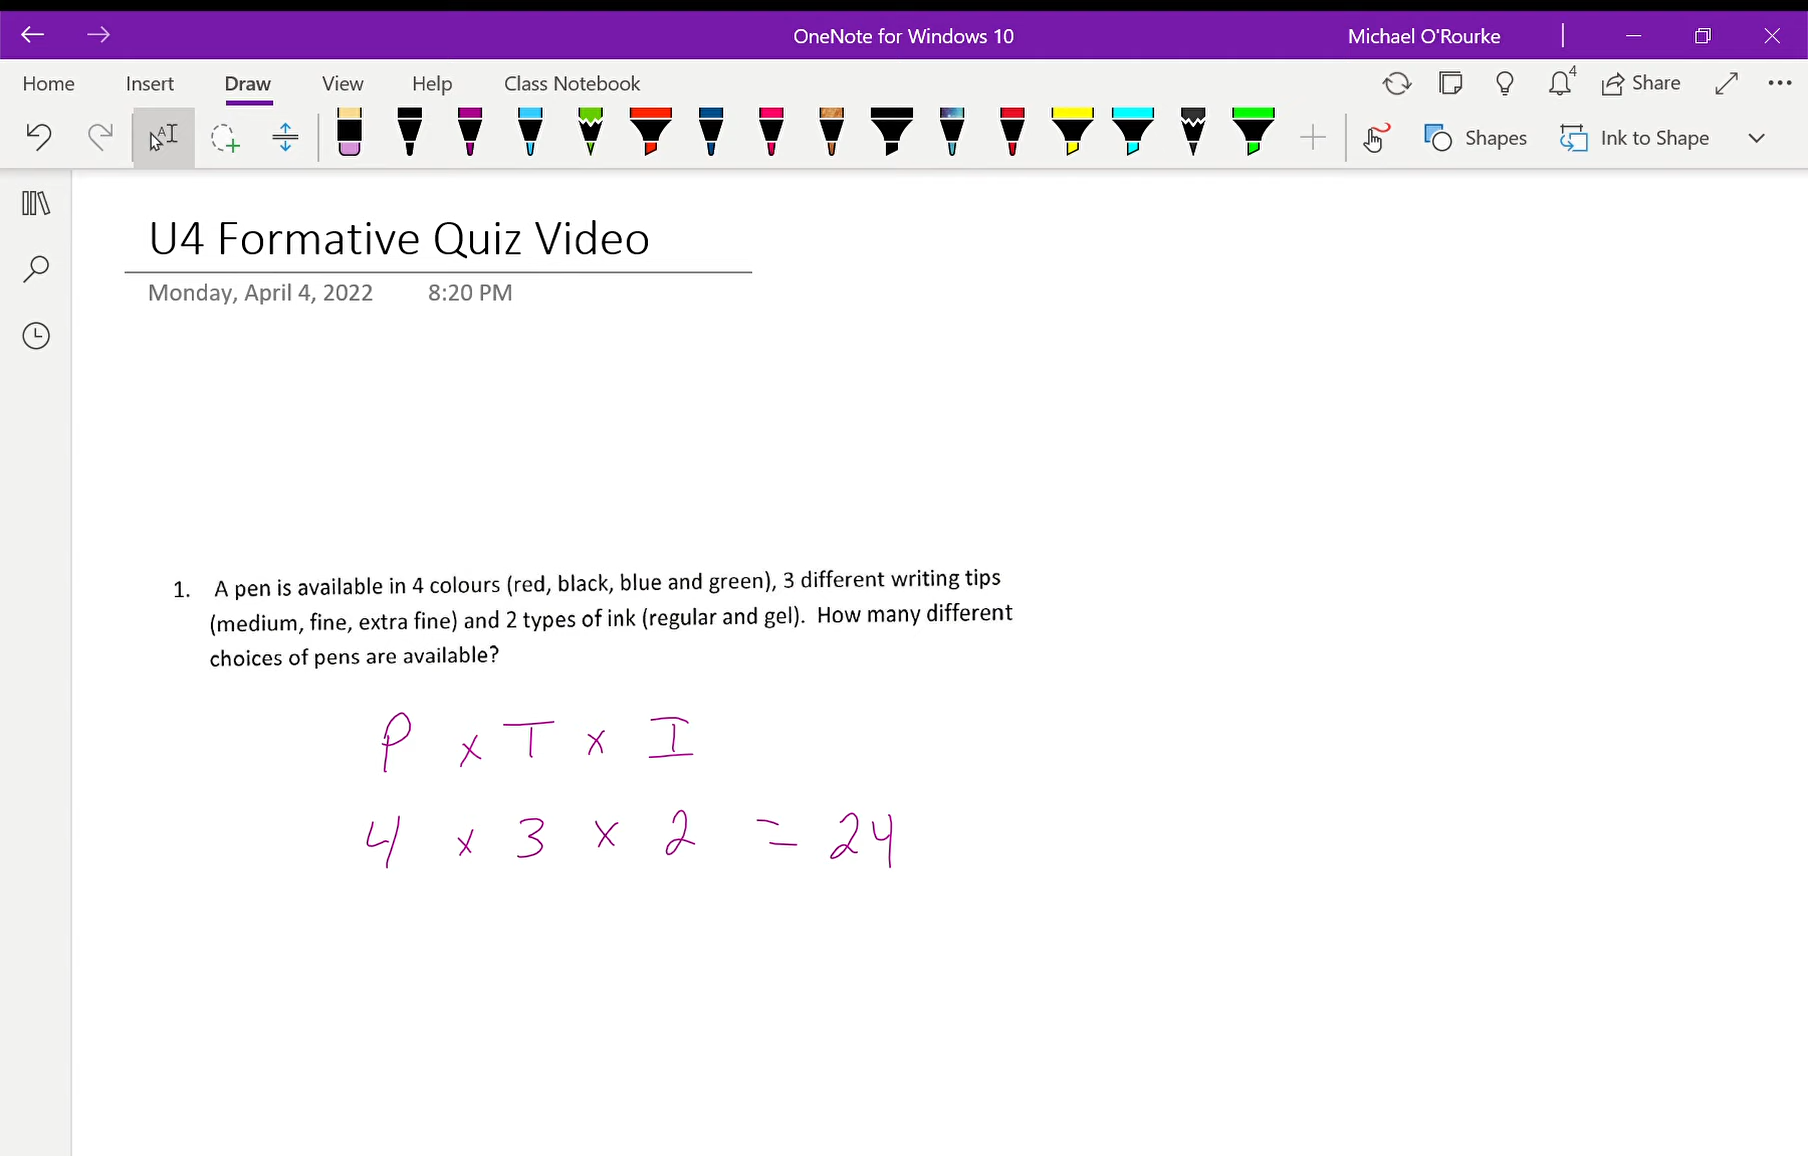 OneNote for Windows 10 Michael O'Rourke
Home Insert Draw View Help Class Notebook 4 Share
Shapes Ink to Shape
U4 Formative Quiz Video
Monday, April 4, 2022 8:20 PM
1. A pen is available in 4 colours (red, black, blue and green), 3 different writing tips
(medium, fine, extra fine) and 2 types of ink (regular and gel). How many different
choices of pens are available?
P x T x I
4 x 3 x 2 = 24